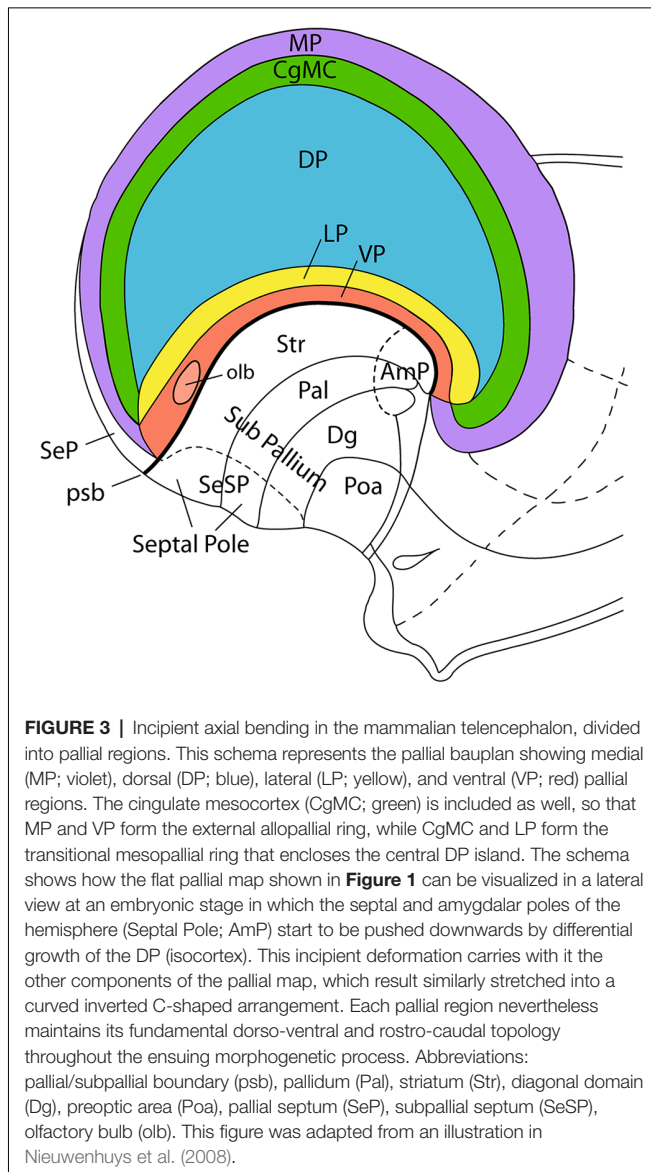 MP
CgMC
DP
LP
VP
Str
olb
AmP
Pal
Sub Pallium
Dg
SeP
SeSP
Poa
psb
Septal Pole
FIGURE 3 | Incipient axial bending in the mammalian telencephalon, divided
into pallial regions. This schema represents the pallial bauplan showing medial
(MP; violet), dorsal (DP; blue), lateral (LP; yellow), and ventral (VP; red) pallial
regions. The cingulate mesocortex (CgMC; green) is included as well, so that
MP and VP form the external allopallial ring, while CgMC and LP form the
transitional mesopallial ring that encloses the central DP island. The schema
shows how the flat pallial map shown in Figure 1 can be visualized in a lateral
view at an embryonic stage in which the septal and amygdalar poles of the
hemisphere (Septal Pole; AmP) start to be pushed downwards by differential
growth of the DP (isocortex). This incipient deformation carries with it the
other components of the pallial map, which result similarly stretched into a
curved inverted C-shaped arrangement. Each pallial region nevertheless
maintains its fundamental dorso-ventral and rostro-caudal topology
throughout the ensuing morphogenetic process. Abbreviations:
pallial/subpallial boundary (psb), pallidum (Pal), striatum (Str), diagonal domain
(Dg), preoptic area (Poa), pallial septum (SeP), subpallial septum (SeSP),
olfactory bulb (olb). This figure was adapted from an illustration in
Nieuwenhuys et al. (2008).